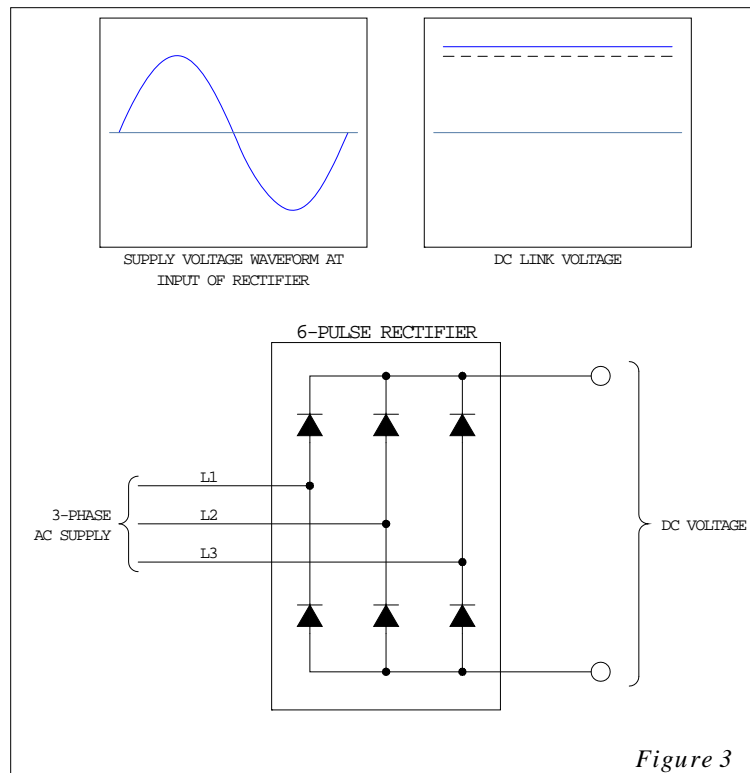 SUPPLY VOLTAGE WAVEFORM AT
INPUT OF RECTIFIER
DC LINK VOLTAGE
6-PULSE RECTIFIER
L1
L2
L3
3-PHASE
AC SUPPLY
DC VOLTAGE
Figure 3